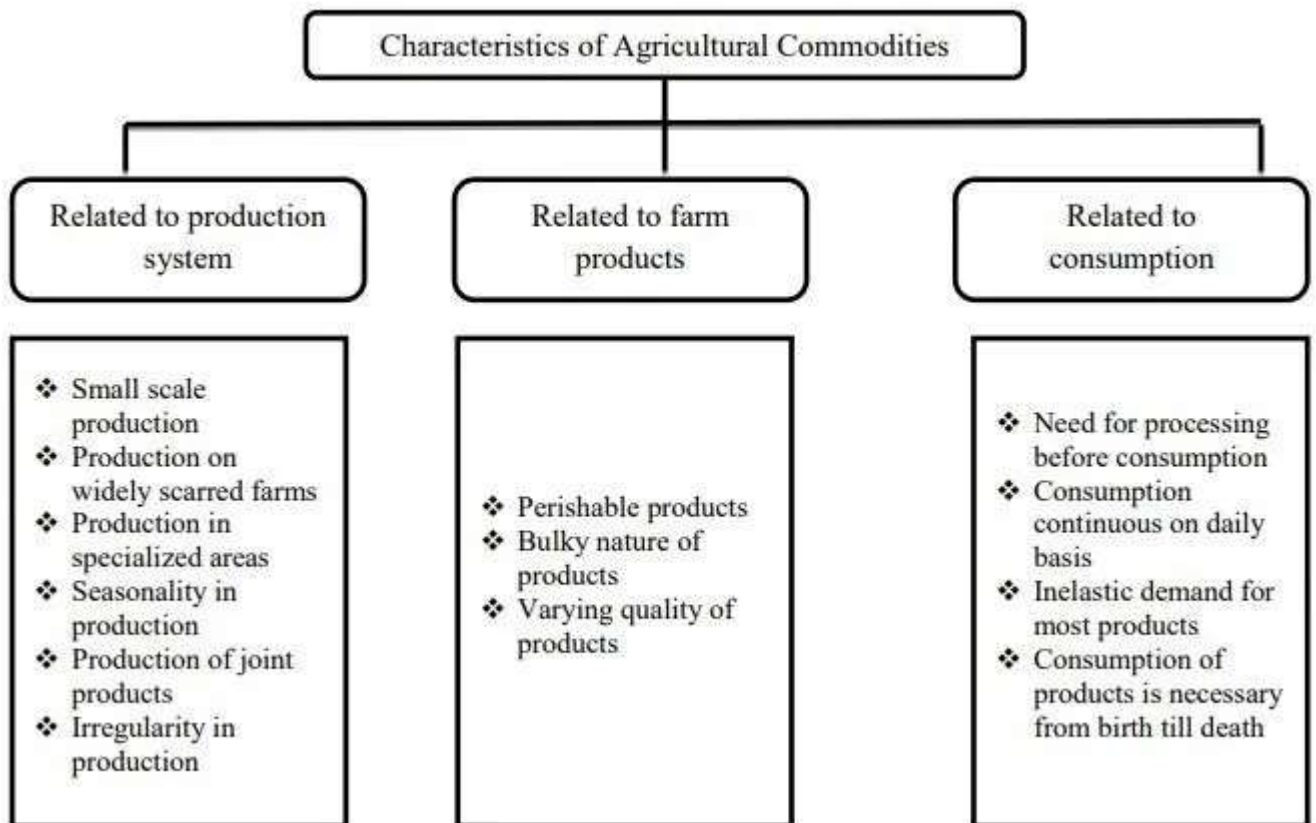 Characteristics of Agricultural Commodities
Related to production
system
Related to farm
products
Related to
consumption
❖ Small scale
production
❖ Production on
widely scarred farms
❖ Production in
specialized areas
❖ Seasonality in
production
❖ Production of joint
products
❖ Irregularity in
production
❖ Perishable products
❖ Bulky nature of
products
❖ Varying quality of
products
❖ Need for processing
before consumption
❖ Consumption
continuous on daily
basis
❖ Inelastic demand for
most products
❖ Consumption of
products is necessary
from birth till death